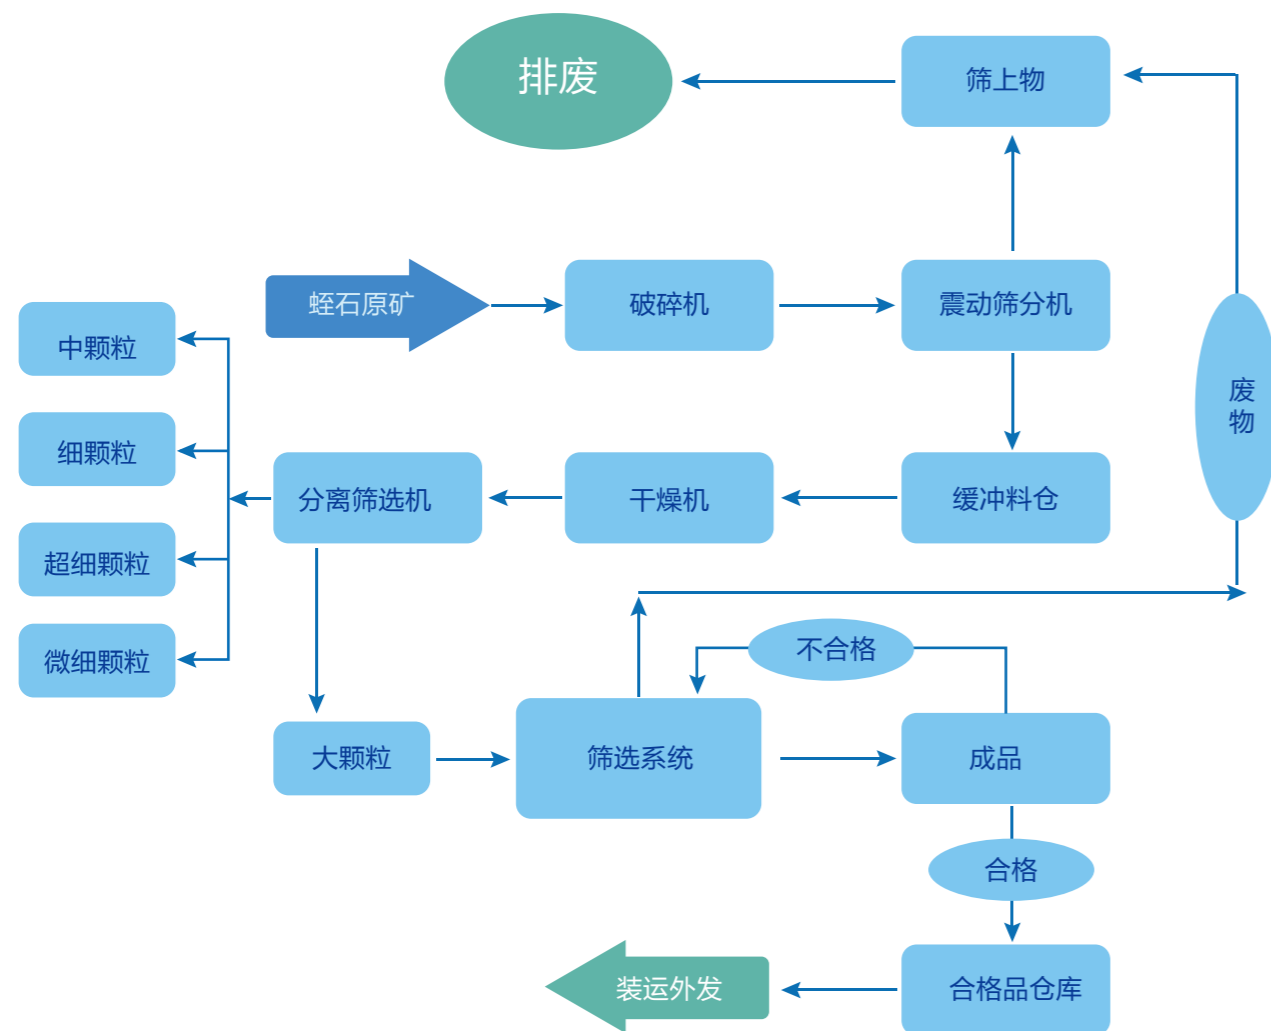 排废
筛上物
蛭石原矿
破碎机
震动筛分机
中颗粒
废
物
细颗粒
分离筛选机
干燥机
缓冲料仓
超细颗粒
不合格
微细颗粒
大颗粒
筛选系统
成品
合格
装运外发
合格品仓库